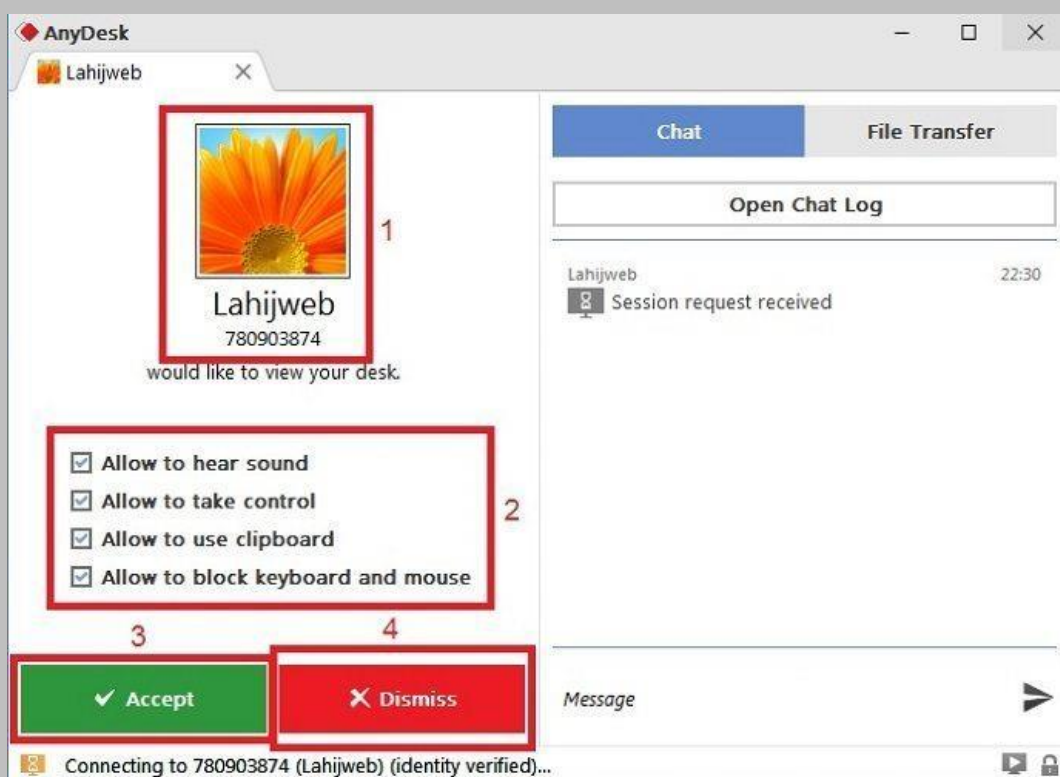 AnyDesk
Lahijweb
1
Lahijweb
780903874
would like to view your desk.
Allow to hear sound
Allow to take control
Allow to use clipboard
Allow to block keyboard and mouse
2
3
4
Accept
Dismiss
Chat
File Transfer
Open Chat Log
Lahijweb 22:30
Session request received
Message
Connecting to 780903874 (Lahijweb) (identity verified)...